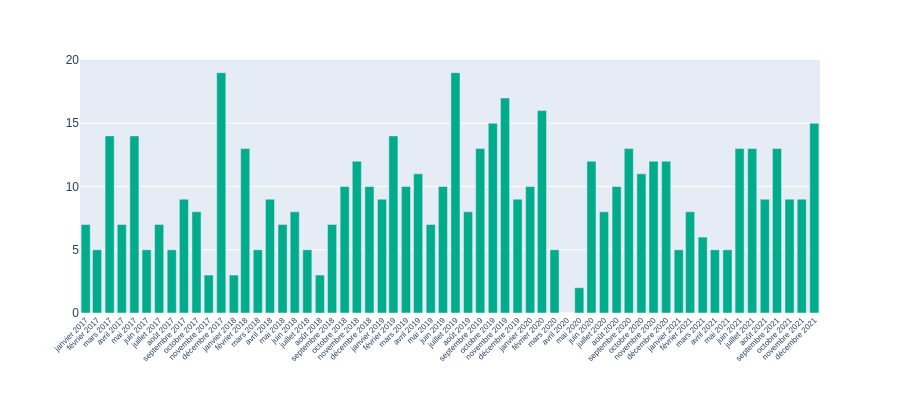 20
15
10
5
0
janvier 2017
février 2017
mars 2017
avril 2017
mai 2017
juin 2017
juillet 2017
août 2017
septembre 2017
octobre 2017
novembre 2017
décembre 2017
janvier 2018
février 2018
mars 2018
avril 2018
mai 2018
juin 2018
juillet 2018
août 2018
septembre 2018
octobre 2018
novembre 2018
décembre 2018
janvier 2019
février 2019
mars 2019
avril 2019
mai 2019
juin 2019
juillet 2019
août 2019
septembre 2019
octobre 2019
novembre 2019
décembre 2019
janvier 2020
février 2020
mars 2020
avril 2020
mai 2020
juin 2020
juillet 2020
août 2020
septembre 2020
octobre 2020
novembre 2020
décembre 2020
janvier 2021
février 2021
mars 2021
avril 2021
mai 2021
juin 2021
juillet 2021
août 2021
septembre 2021
octobre 2021
novembre 2021
décembre 2021